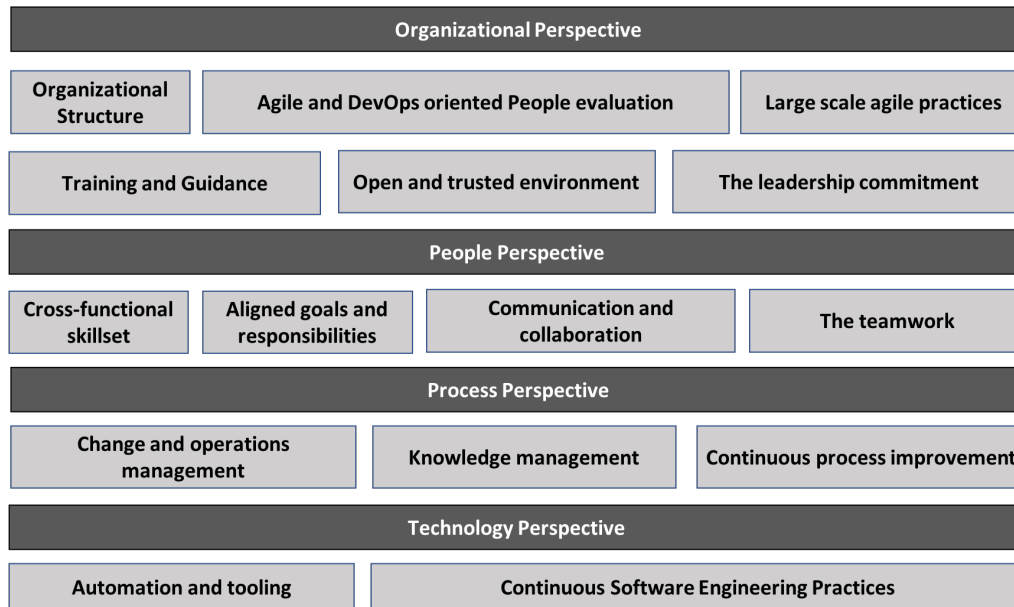 Organizational Perspective
Organizational
Structure
Agile and DevOps oriented People evaluation
Large scale agile practices
Training and Guidance
Open and trusted environment
The leadership commitment
People Perspective
Cross-functional
skillset
Aligned goals and
responsibilities
Communication and
collaboration
The teamwork
Process Perspective
Change and operations
management
Knowledge management
Continuous process improvement
Technology Perspective
Automation and tooling
Continuous Software Engineering Practices